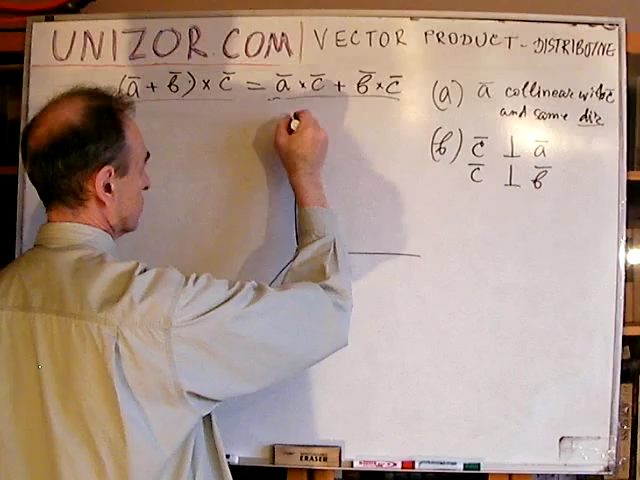 UNIZOR.COM | VECTOR PRODUCT - DISTRIBUTIVE
(a̅ + b̅) × c̅ = a̅ × c̅ + b̅ × c̅
(a) a̅ collinear with c̅
and same dir
(b) c̅ ⊥ a̅
c̅ ⊥ b̅
ERASER